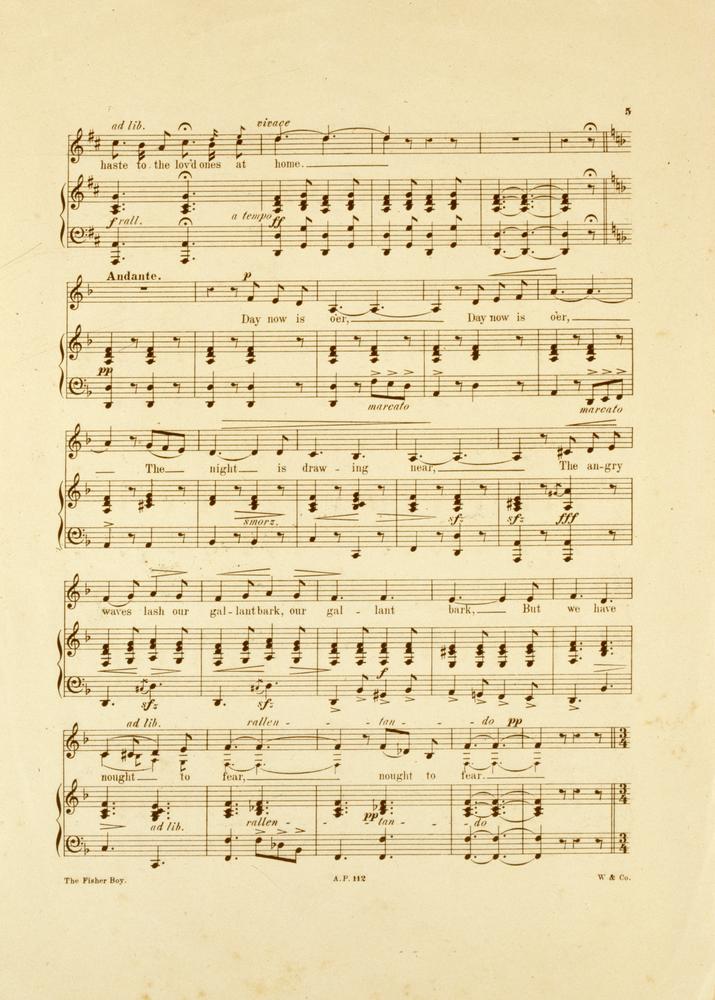 5
ad lib. vivace
haste to the lov'd ones at home.
f rall. a tempo ff
Andante. p
Day now is o'er, Day now is o'er,
pp
marcato marcato
The night is draw - ing near, The an-gry
smorz. sf sf fff
waves lash our gal-lant bark, our gal - lant bark, But we have
sf sf f
ad lib. rallen - - tan - - do pp
nought to fear, nought to fear.
ad lib. rallen - - pp tan - - do
3 4
The Fisher Boy. A.P. 112 W & Co.